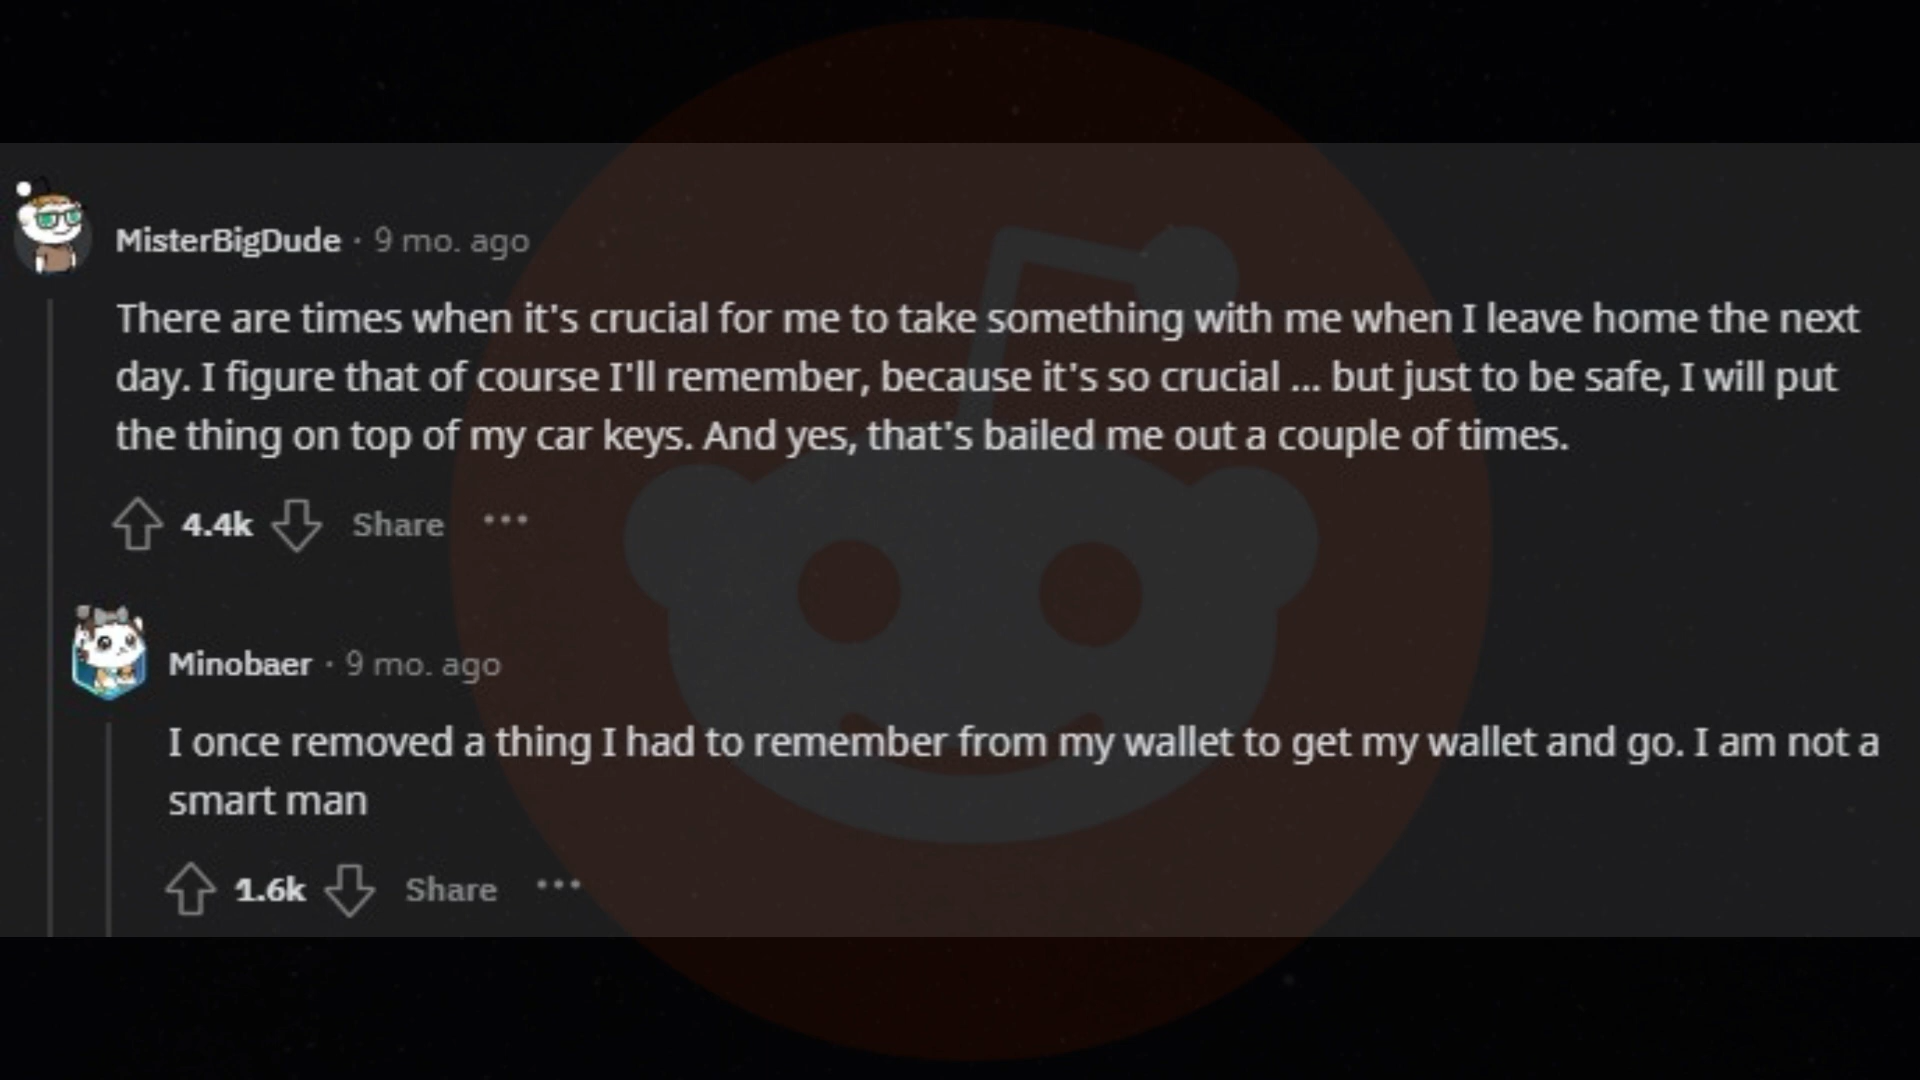 MisterBigDude · 9 mo. ago
There are times when it's crucial for me to take something with me when I leave home the next
day. I figure that of course I'll remember, because it's so crucial ... but just to be safe, I will put
the thing on top of my car keys. And yes, that's bailed me out a couple of times.
4.4k Share ···
Minobaer · 9 mo. ago
I once removed a thing I had to remember from my wallet to get my wallet and go. I am not a
smart man
1.6k Share ···